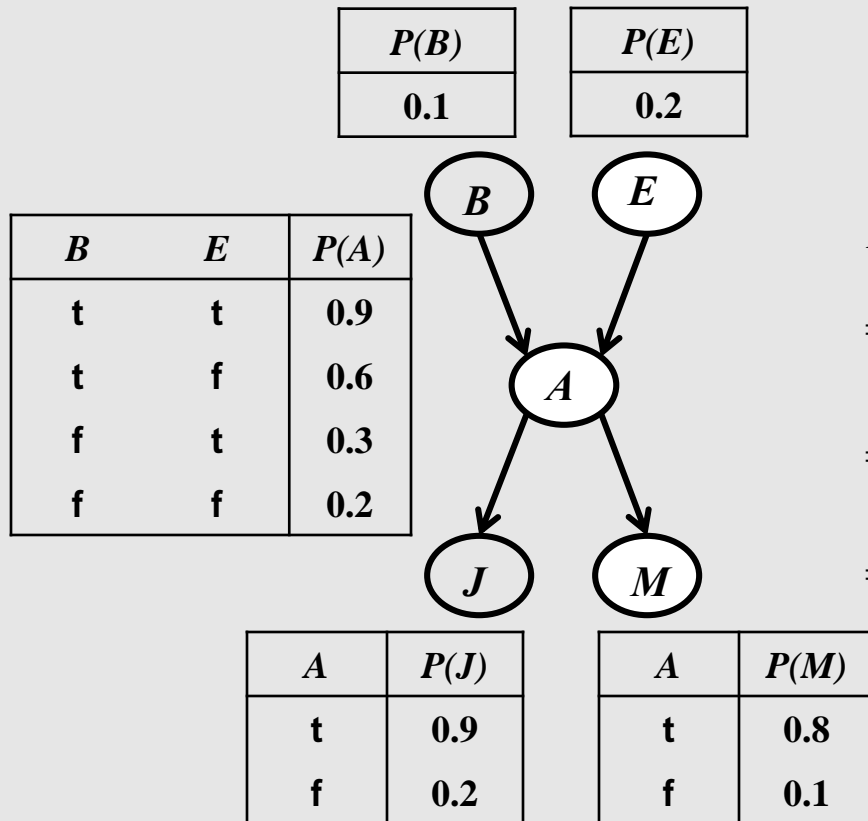 P(B) P(E)
0.1 0.2
B E
B E P(A)
t t 0.9
t f 0.6
f t 0.3
f f 0.2
A
J M
A P(J) A P(M)
t 0.9 t 0.8
f 0.2 f 0.1